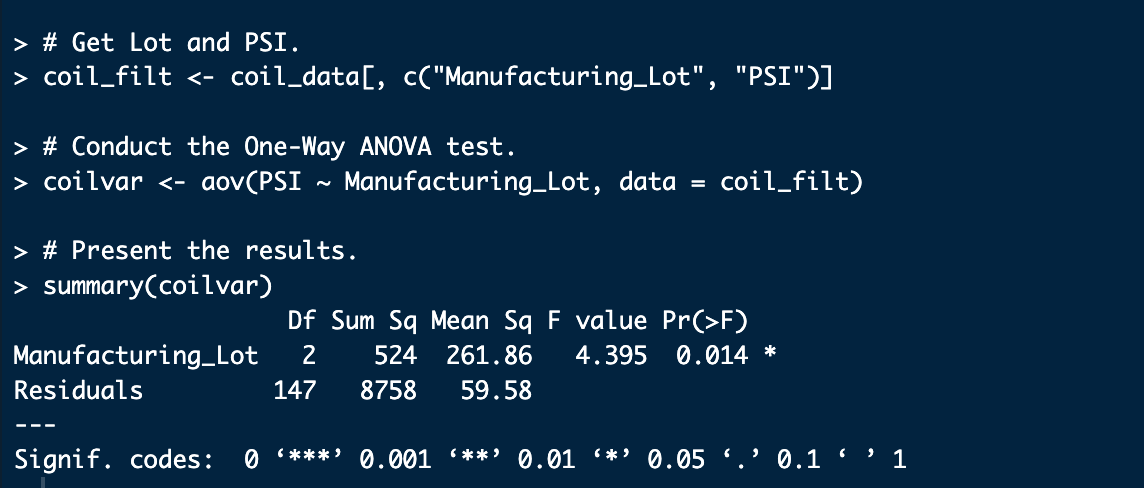 > # Get Lot and PSI.
> coil_filt <- coil_data[, c("Manufacturing_Lot", "PSI")]
> # Conduct the One-Way ANOVA test.
> coilvar <- aov(PSI ~ Manufacturing_Lot, data = coil_filt)
> # Present the results.
> summary(coilvar)
                   Df Sum Sq Mean Sq F value Pr(>F)
Manufacturing_Lot   2    524  261.86   4.395  0.014 *
Residuals         147   8758   59.58
---
Signif. codes:  0 ‘***’ 0.001 ‘**’ 0.01 ‘*’ 0.05 ‘.’ 0.1 ‘ ’ 1